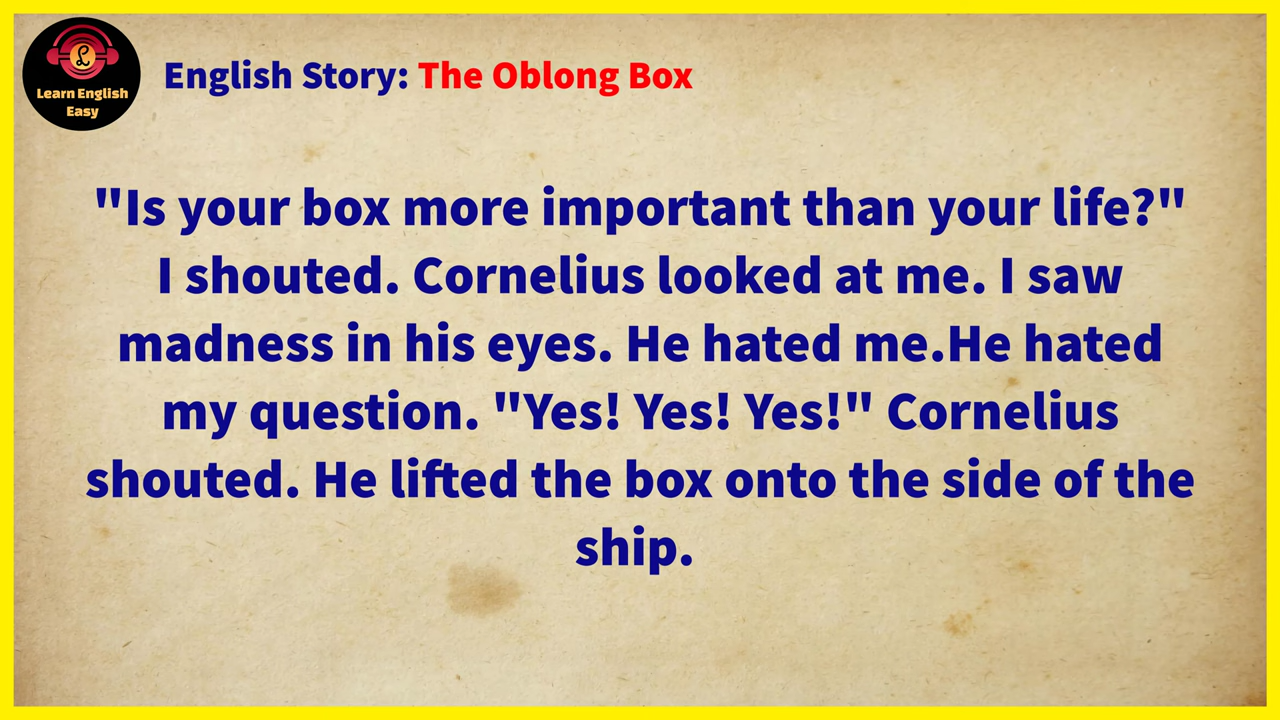 English Story: The Oblong Box
Learn English
Easy
"Is your box more important than your life?"
I shouted. Cornelius looked at me. I saw
madness in his eyes. He hated me.He hated
my question. "Yes! Yes! Yes!" Cornelius
shouted. He lifted the box onto the side of the
ship.